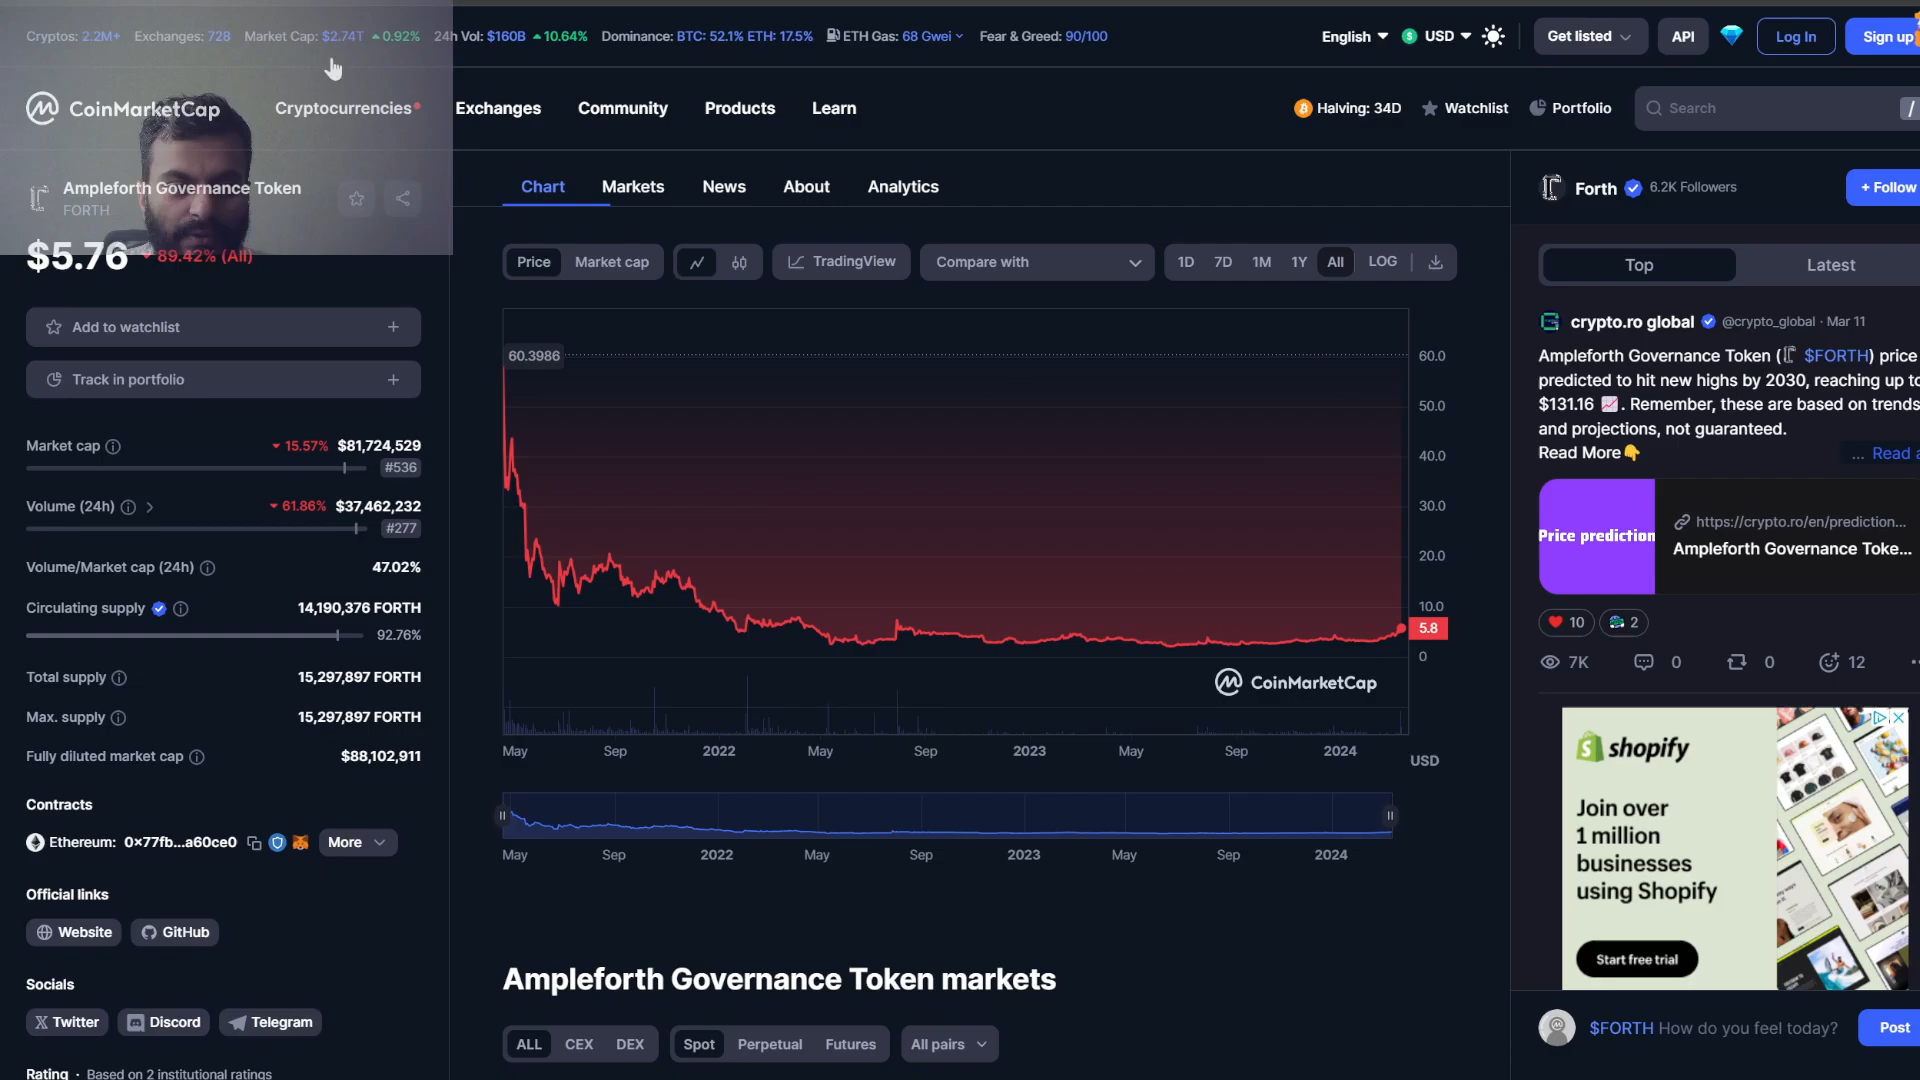 Cryptos: 2.2M+ Exchanges: 728 Market Cap: $2.74T 0.92% 24h Vol: $160B 10.64% Dominance: BTC: 52.1% ETH: 17.5% ETH Gas: 68 Gwei Fear & Greed: 90/100
English USD Get listed API Log In Sign up
CoinMarketCap Cryptocurrencies Exchanges Community Products Learn
Halving: 34D Watchlist Portfolio Search /
Ampleforth Governance Token
FORTH
$5.76 89.42% (All)
Add to watchlist +
Track in portfolio +
Market cap 15.57% $81,724,529
#536
Volume (24h) 61.86% $37,462,232
#277
Volume/Market cap (24h) 47.02%
Circulating supply 14,190,376 FORTH
92.76%
Total supply 15,297,897 FORTH
Max. supply 15,297,897 FORTH
Fully diluted market cap $88,102,911
Contracts
Ethereum: 0x77fb...a60ce0 More
Official links
Website GitHub
Socials
Twitter Discord Telegram
Rating · Based on 2 institutional ratings
Chart Markets News About Analytics
Price Market cap TradingView Compare with 1D 7D 1M 1Y All LOG
60.3986
60.0
50.0
40.0
30.0
20.0
10.0
5.8
0
CoinMarketCap
May Sep 2022 May Sep 2023 May Sep 2024
USD
May Sep 2022 May Sep 2023 May Sep 2024
Ampleforth Governance Token markets
ALL CEX DEX Spot Perpetual Futures All pairs
Forth 6.2K Followers + Follow
Top Latest
crypto.ro global @crypto_global · Mar 11
Ampleforth Governance Token ( $FORTH) price
predicted to hit new highs by 2030, reaching up to
$131.16 📈. Remember, these are based on trends
and projections, not guaranteed.
Read More👇 ... Read a
Price prediction
https://crypto.ro/en/prediction...
Ampleforth Governance Toke...
10 2
7K 0 0 12
shopify
Join over
1 million
businesses
using Shopify
Start free trial
$FORTH How do you feel today? Post